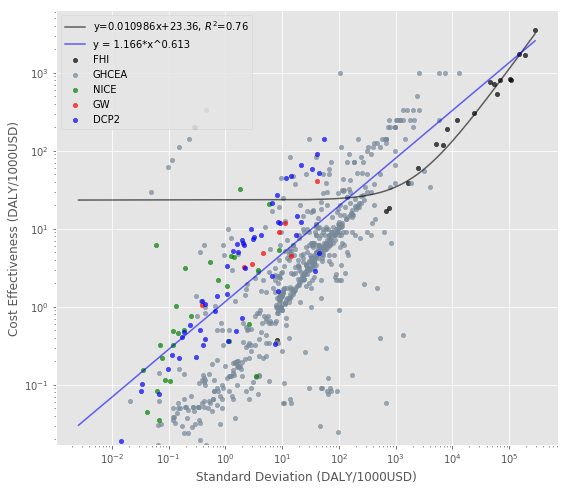 y=0.010986x+23.36, R²=0.76
y = 1.166*x^0.613
FHI
GHCEA
NICE
GW
DCP2
10³
10²
10¹
10⁰
10⁻¹
Cost Effectiveness (DALY/1000USD)
10⁻² 10⁻¹ 10⁰ 10¹ 10² 10³ 10⁴ 10⁵
Standard Deviation (DALY/1000USD)